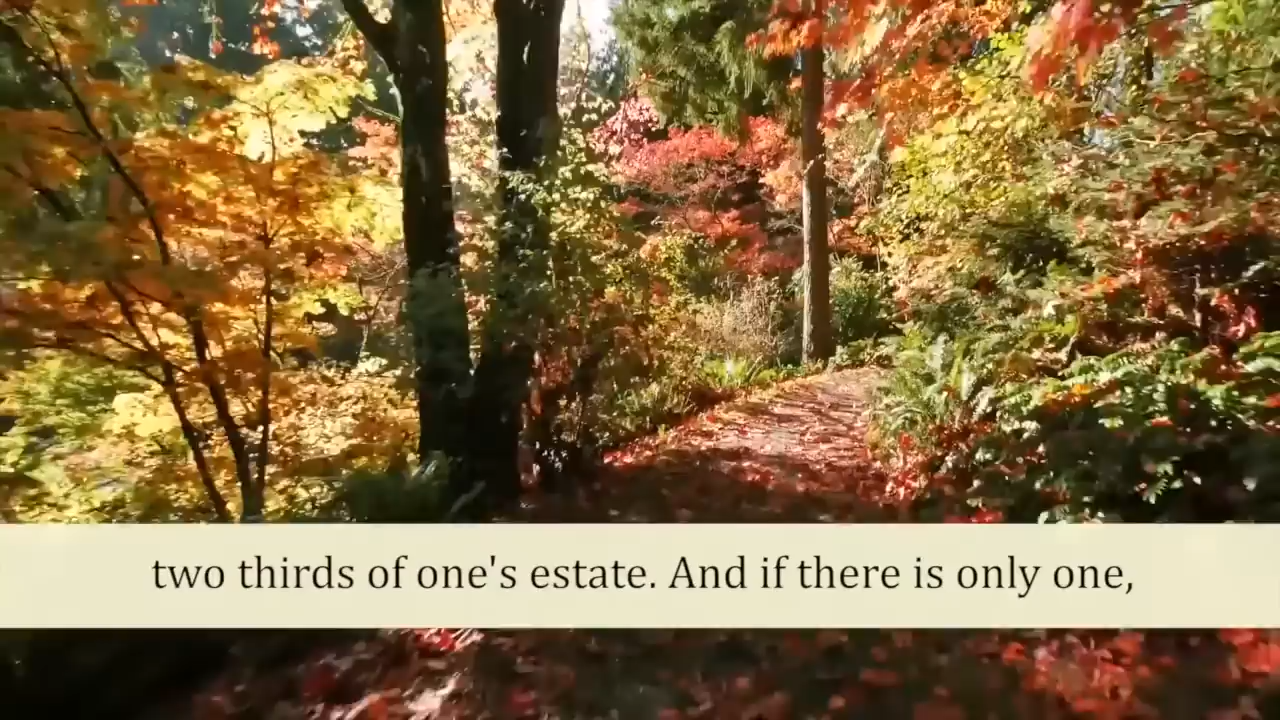 two thirds of one's estate. And if there is only one,